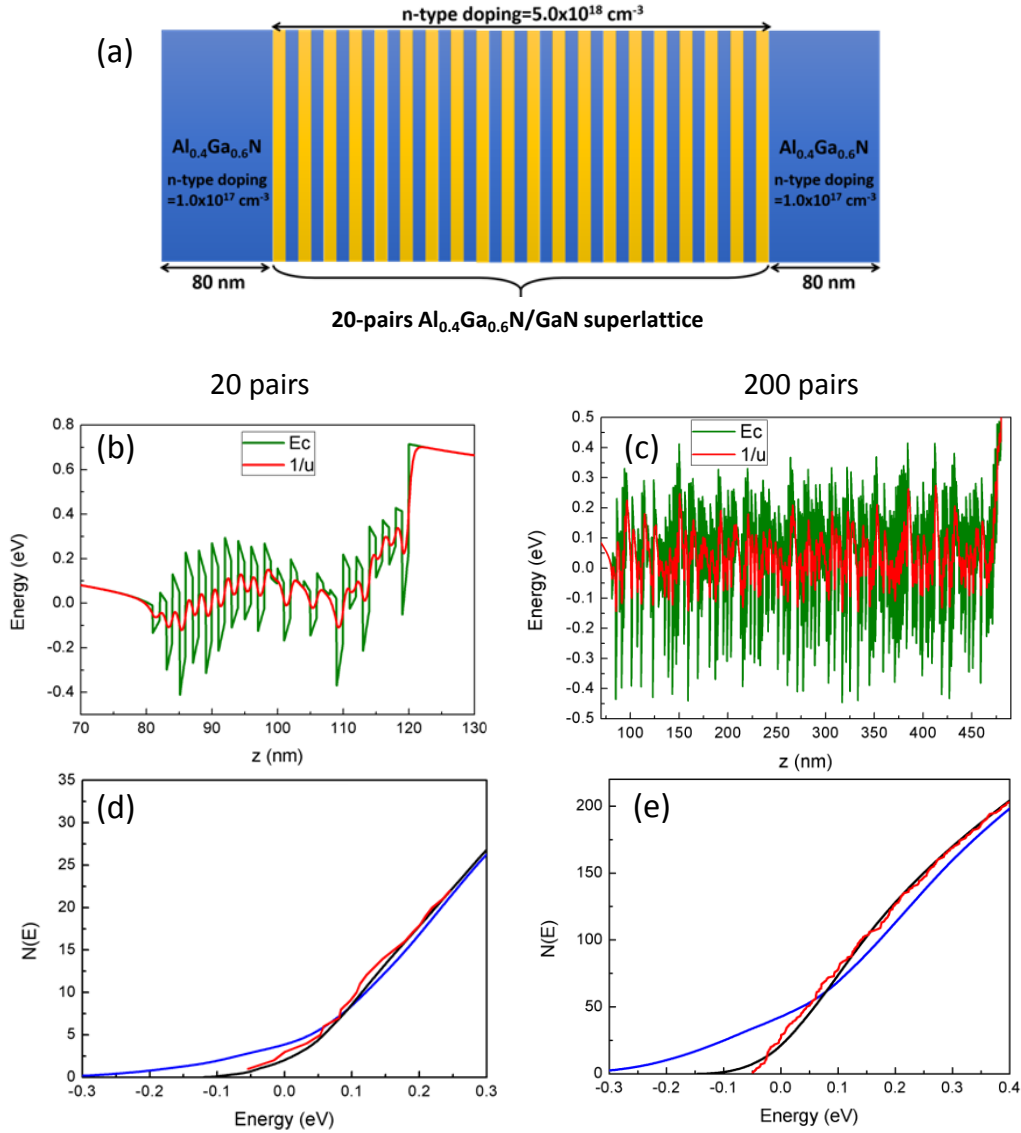 n-type doping=5.0x10¹⁸ cm⁻³
(a)
Al₀.₄Ga₀.₆N
n-type doping
=1.0x10¹⁷ cm⁻³
Al₀.₄Ga₀.₆N
n-type doping
=1.0x10¹⁷ cm⁻³
80 nm
80 nm
20-pairs Al₀.₄Ga₀.₆N/GaN superlattice
20 pairs
200 pairs
(b)
Ec
1/u
0.8
0.6
0.4
0.2
0.0
-0.2
-0.4
Energy (eV)
70 80 90 100 110 120 130
z (nm)
(c)
Ec
1/u
0.5
0.4
0.3
0.2
0.1
0.0
-0.1
-0.2
-0.3
-0.4
-0.5
Energy (eV)
100 150 200 250 300 350 400 450
z (nm)
(d)
35
30
25
20
15
10
5
0
N(E)
-0.3 -0.2 -0.1 0.0 0.1 0.2 0.3
Energy (eV)
(e)
200
150
100
50
0
N(E)
-0.3 -0.2 -0.1 0.0 0.1 0.2 0.3 0.4
Energy (eV)